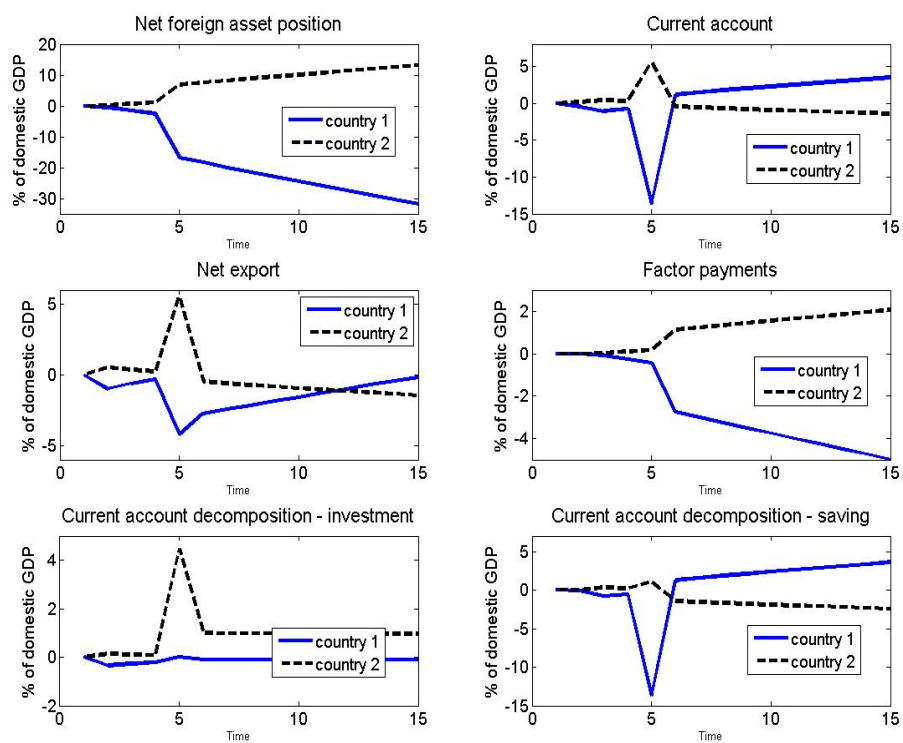 Net foreign asset position
% of domestic GDP
20
10
0
-10
-20
-30
0
5
10
15
Time
country 1
country 2
Current account
% of domestic GDP
5
0
-5
-10
-15
0
5
10
15
Time
country 1
country 2
Net export
% of domestic GDP
5
0
-5
0
5
10
15
Time
country 1
country 2
Factor payments
% of domestic GDP
2
0
-2
-4
0
5
10
15
Time
country 1
country 2
Current account decomposition - investment
% of domestic GDP
4
2
0
-2
0
5
10
15
Time
country 1
country 2
Current account decomposition - saving
% of domestic GDP
5
0
-5
-10
-15
0
5
10
15
Time
country 1
country 2